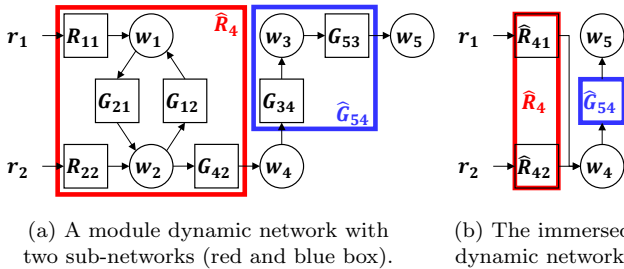 r₁ R₁₁ w₁ R̂₄ w₃ G₅₃ w₅
G₂₁ G₁₂ G₃₄ Ĝ₅₄
r₂ R₂₂ w₂ G₄₂ w₄
(a) A module dynamic network with
two sub-networks (red and blue box).
r₁ R̂₄₁ w₅
R̂₄ Ĝ₅₄
r₂ R̂₄₂ w₄
(b) The immersed
dynamic network